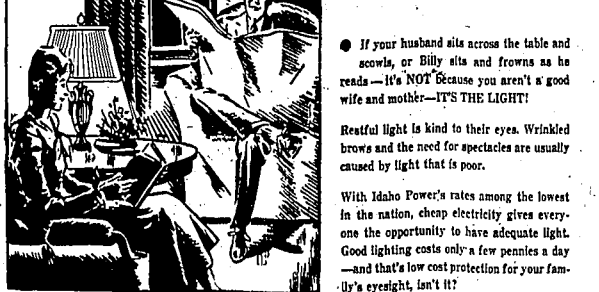 ● If your husband sits across the table and
scowls, or Billy sits and frowns as he
reads—it's NOT because you aren't a good
wife and mother—IT'S THE LIGHT!
Restful light is kind to their eyes. Wrinkled
brows and the need for spectacles are usually
caused by light that is poor.
With Idaho Power's rates among the lowest
in the nation, cheap electricity gives every-
one the opportunity to have adequate light.
Good lighting costs only a few pennies a day
—and that's low cost protection for your fam-
ily's eyesight, isn't it?